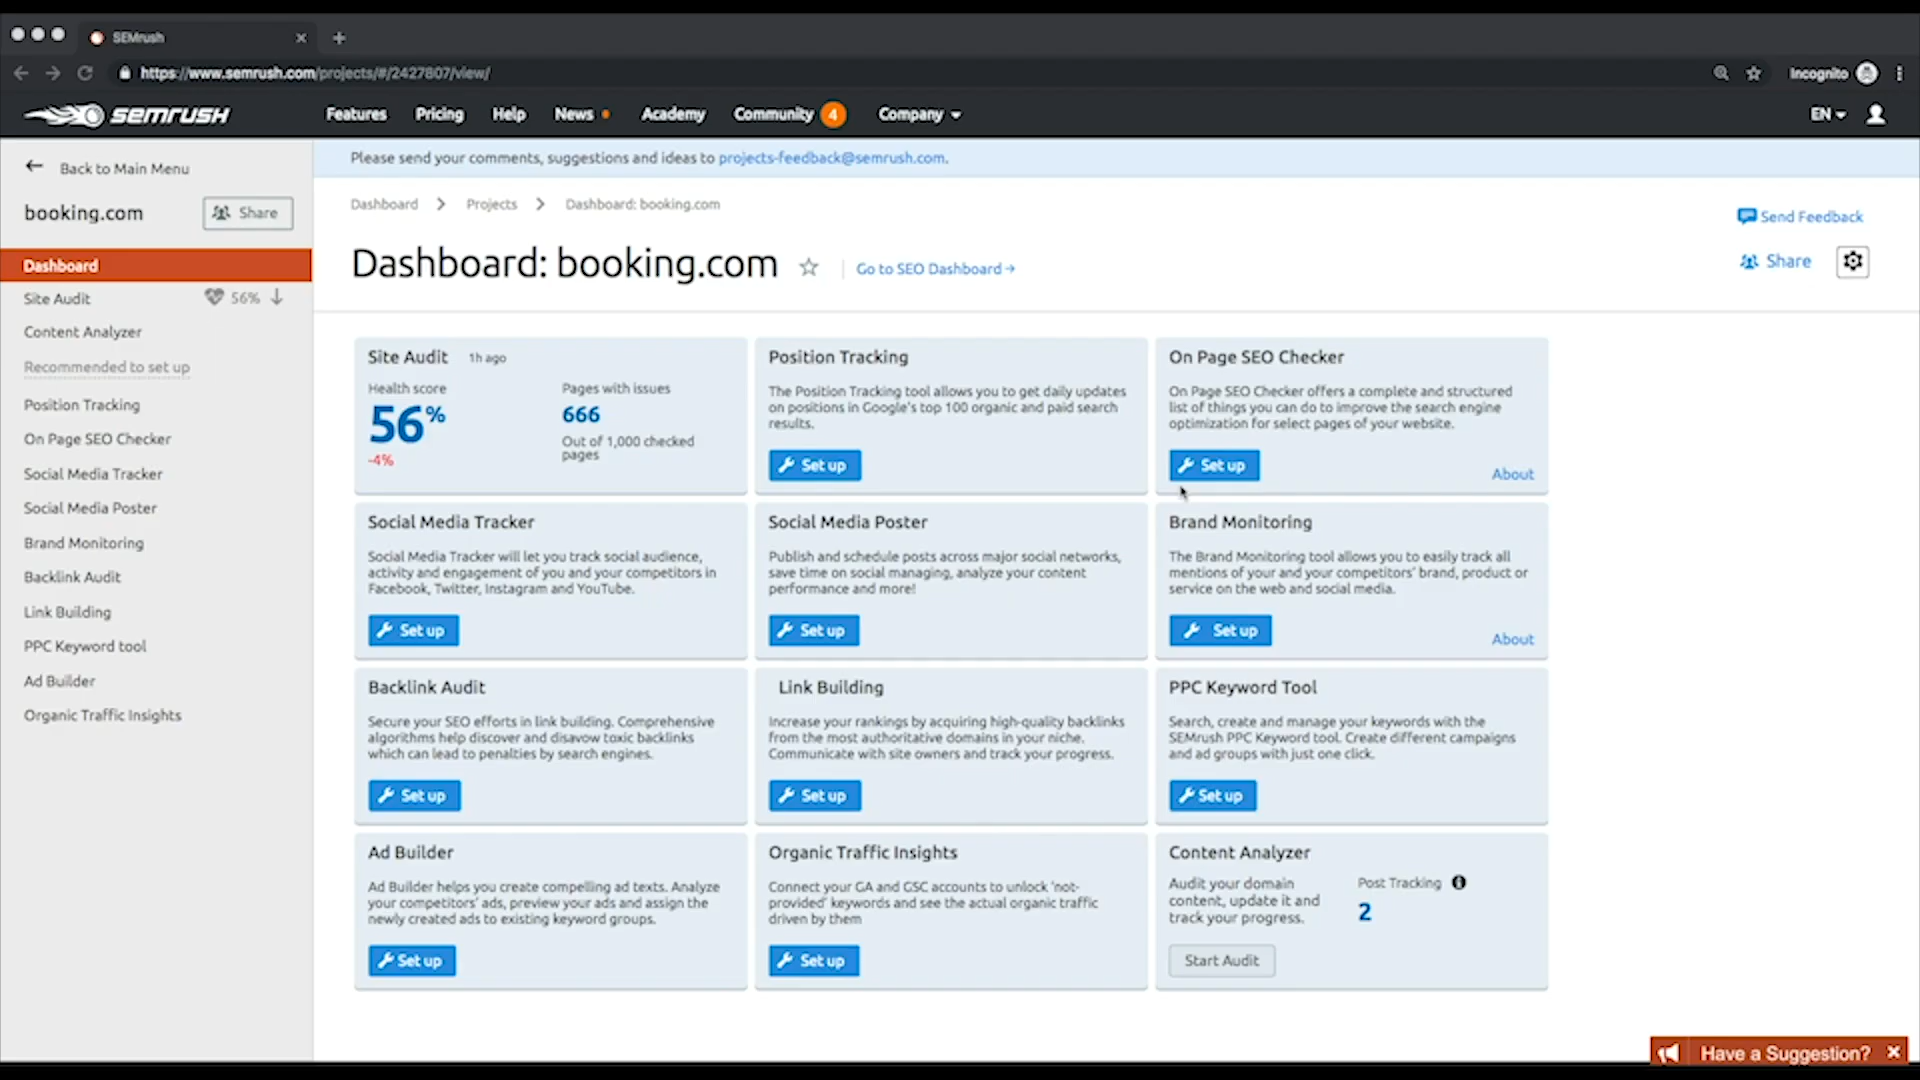 SEMrush
https://www.semrush.com/projects/#/2427807/view/
Incognito
semrush
Features
Pricing
Help
News
Academy
Community
4
Company
EN
Back to Main Menu
booking.com
Share
Dashboard
Site Audit
56%
Content Analyzer
Recommended to set up
Position Tracking
On Page SEO Checker
Social Media Tracker
Social Media Poster
Brand Monitoring
Backlink Audit
Link Building
PPC Keyword tool
Ad Builder
Organic Traffic Insights
Please send your comments, suggestions and ideas to projects-feedback@semrush.com.
Dashboard
Projects
Dashboard: booking.com
Send Feedback
Dashboard: booking.com
Go to SEO Dashboard
Share
Site Audit
1h ago
Health score
56%
-4%
Pages with issues
666
Out of 1,000 checked
pages
Position Tracking
The Position Tracking tool allows you to get daily updates
on positions in Google's top 100 organic and paid search
results.
Set up
On Page SEO Checker
On Page SEO Checker offers a complete and structured
list of things you can do to improve the search engine
optimization for select pages of your website.
Set up
About
Social Media Tracker
Social Media Tracker will let you track social audience,
activity and engagement of you and your competitors in
Facebook, Twitter, Instagram and YouTube.
Set up
Social Media Poster
Publish and schedule posts across major social networks,
save time on social managing, analyze your content
performance and more!
Set up
Brand Monitoring
The Brand Monitoring tool allows you to easily track all
mentions of your and your competitors' brand, product or
service on the web and social media.
Set up
About
Backlink Audit
Secure your SEO efforts in link building. Comprehensive
algorithms help discover and disavow toxic backlinks
which can lead to penalties by search engines.
Set up
Link Building
Increase your rankings by acquiring high-quality backlinks
from the most authoritative domains in your niche.
Communicate with site owners and track your progress.
Set up
PPC Keyword Tool
Search, create and manage your keywords with the
SEMrush PPC Keyword tool. Create different campaigns
and ad groups with just one click.
Set up
Ad Builder
Ad Builder helps you create compelling ad texts. Analyze
your competitors' ads, preview your ads and assign the
newly created ads to existing keyword groups.
Set up
Organic Traffic Insights
Connect your GA and GSC accounts to unlock 'not-
provided' keywords and see the actual organic traffic
driven by them
Set up
Content Analyzer
Audit your domain
content, update it and
track your progress.
Post Tracking
2
Start Audit
Have a Suggestion?